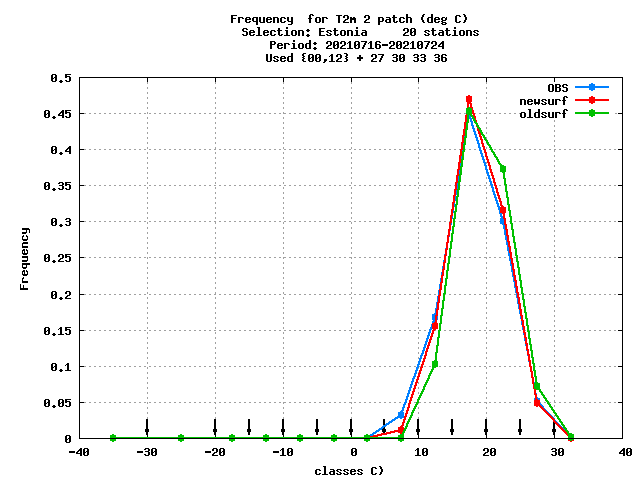 Frequency  for T2m 2 patch (deg C)
Selection: Estonia     20 stations
Period: 20210716-20210724
Used {00,12} + 27 30 33 36
OBS
newsurf
oldsurf
0.5
0.45
0.4
0.35
0.3
0.25
0.2
0.15
0.1
0.05
0
Frequency
-40 -30 -20 -10 0 10 20 30 40
classes C)